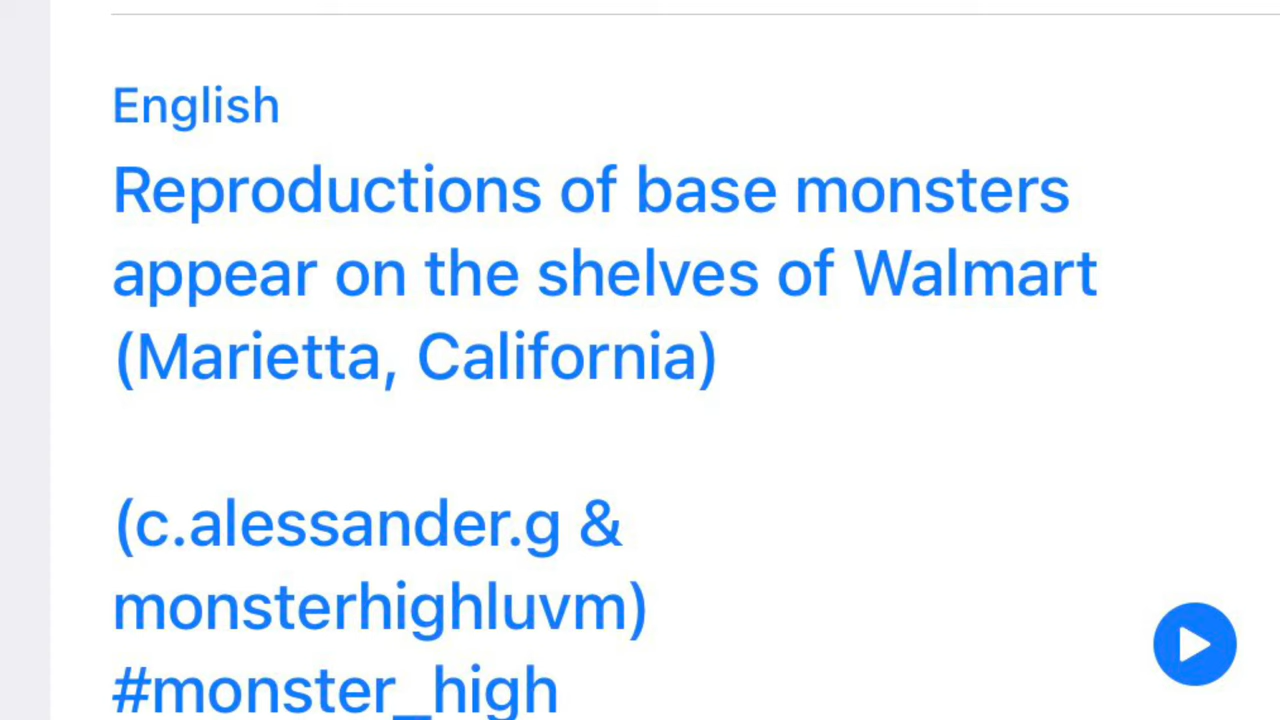 English
Reproductions of base monsters
appear on the shelves of Walmart
(Marietta, California)
(c.alessander.g &
monsterhighluvm)
#monster_high